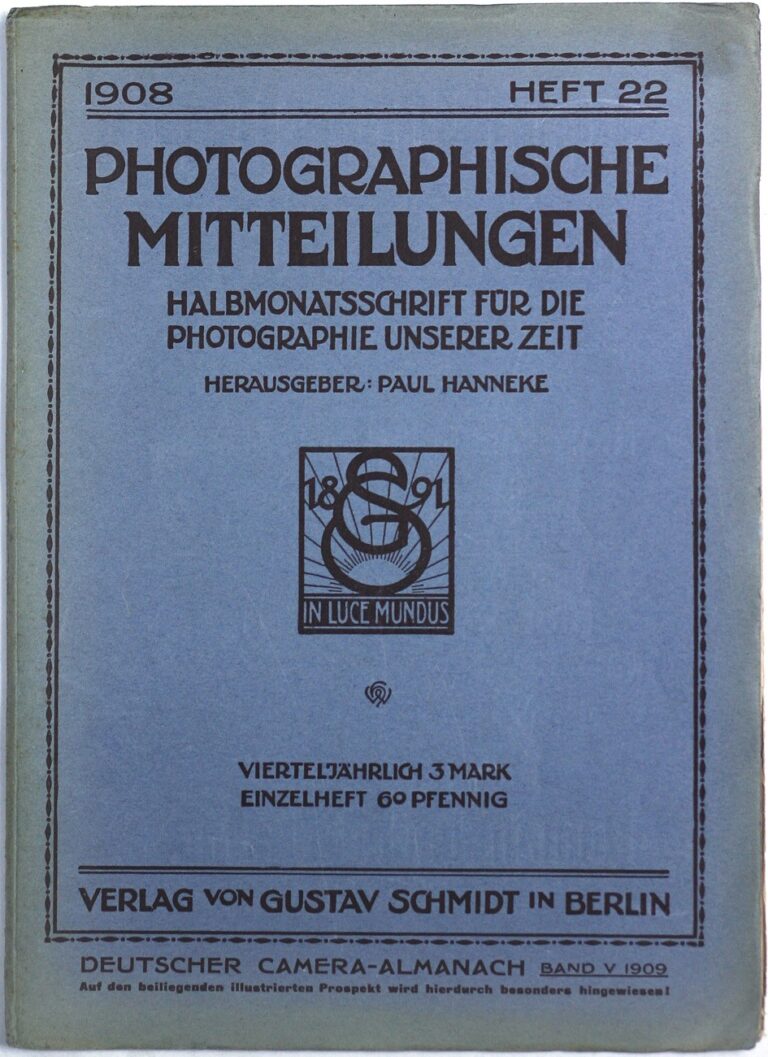 1908 HEFT 22
PHOTOGRAPHISCHE
MITTEILUNGEN
HALBMONATSSCHRIFT FÜR DIE
PHOTOGRAPHIE UNSERER ZEIT
HERAUSGEBER: PAUL HANNEKE
18 GS 91
IN LUCE MUNDUS
VIERTELJÄHRLICH 3 MARK
EINZELHEFT 60 PFENNIG
VERLAG VON GUSTAV SCHMIDT IN BERLIN
DEUTSCHER CAMERA-ALMANACH BAND V 1909
Auf den beiliegenden illustrierten Prospekt wird hierdurch besonders hingewiesen!